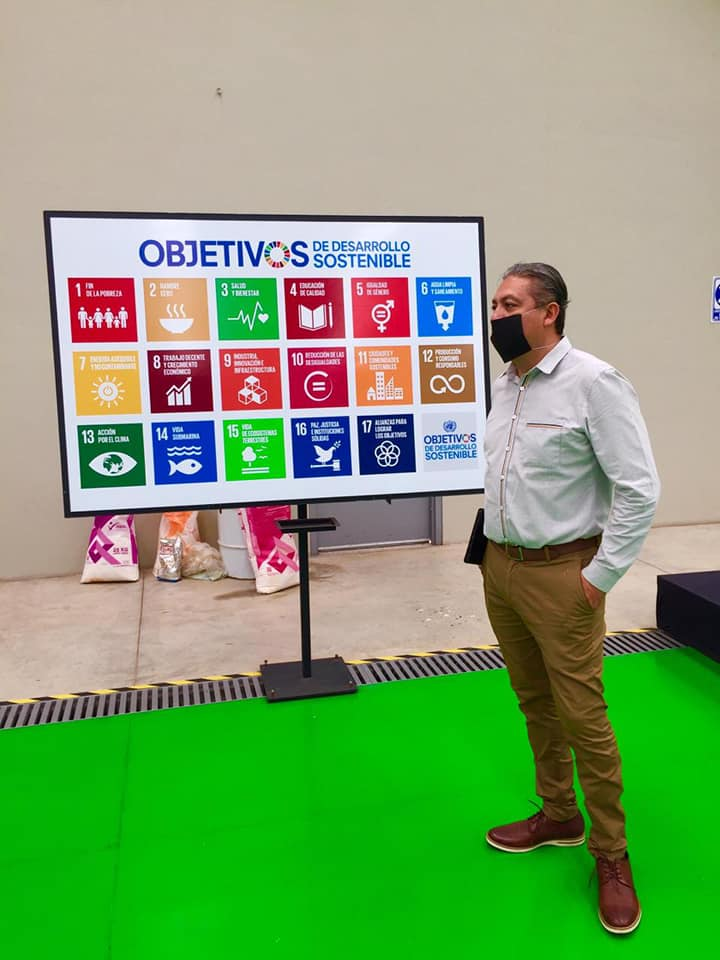 OBJETIVOS
DE DESARROLLO
SOSTENIBLE
1 FIN
DE LA POBREZA
2 HAMBRE
CERO
3 SALUD
Y BIENESTAR
4 EDUCACIÓN
DE CALIDAD
5 IGUALDAD
DE GÉNERO
6 AGUA LIMPIA
Y SANEAMIENTO
7 ENERGÍA ASEQUIBLE
Y NO CONTAMINANTE
8 TRABAJO DECENTE
Y CRECIMIENTO
ECONÓMICO
9 INDUSTRIA,
INNOVACIÓN E
INFRAESTRUCTURA
10 REDUCCIÓN DE LAS
DESIGUALDADES
11 CIUDADES Y
COMUNIDADES
SOSTENIBLES
12 PRODUCCIÓN
Y CONSUMO
RESPONSABLES
13 ACCIÓN
POR EL CLIMA
14 VIDA
SUBMARINA
15 VIDA
DE ECOSISTEMAS
TERRESTRES
16 PAZ, JUSTICIA
E INSTITUCIONES
SÓLIDAS
17 ALIANZAS PARA
LOGRAR
LOS OBJETIVOS
OBJETIVOS
DE DESARROLLO
SOSTENIBLE
25 KG